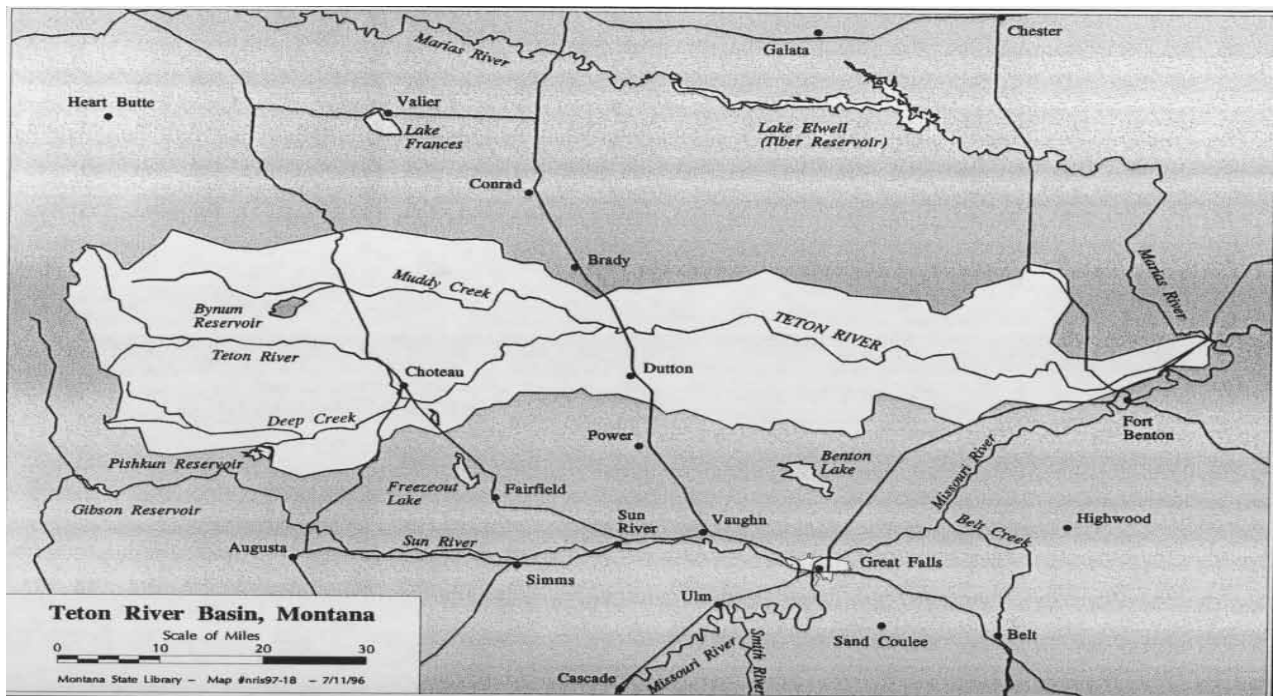 Chester
Galata
Marias River
Heart Butte
Valier
Lake
Frances
Lake Elwell
(Tiber Reservoir)
Conrad
Brady
Marias River
Muddy Creek
Bynum
Reservoir
TETON RIVER
Teton River
Choteau
Dutton
Deep Creek
Fort
Benton
Power
Pishkun Reservoir
Benton
Lake
Missouri River
Freezeout
Lake
Fairfield
Gibson Reservoir
Sun
River
Vaughn
Highwood
Belt Creek
Augusta
Sun River
Simms
Great Falls
Ulm
Sand Coulee
Belt
Missouri River
Smith River
Cascade
Teton River Basin, Montana
Scale of Miles
0 10 20 30
Montana State Library - Map #nris97-18 - 7/11/96